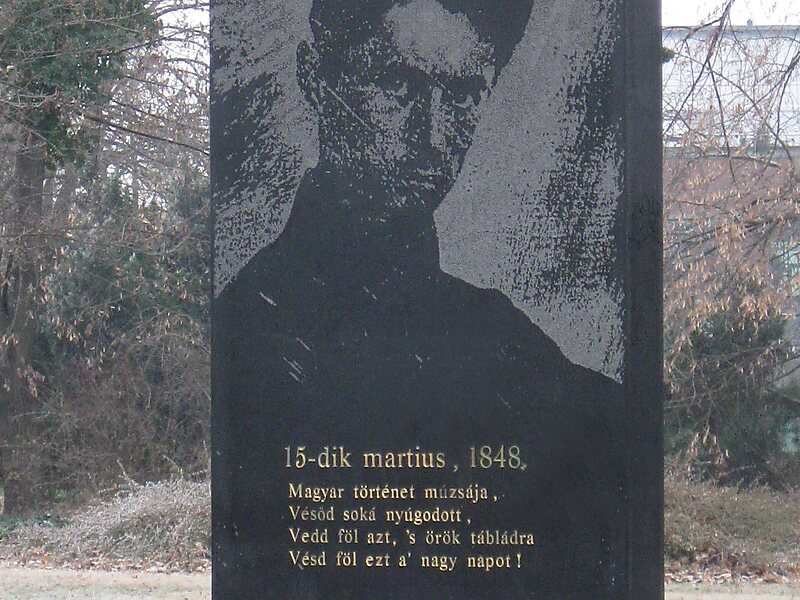 15-dik martius, 1848.
Magyar történet múzsája,
Vésőd soká nyúgodott,
Vedd föl azt, 's örök tábládra
Vésd föl ezt a' nagy napot!